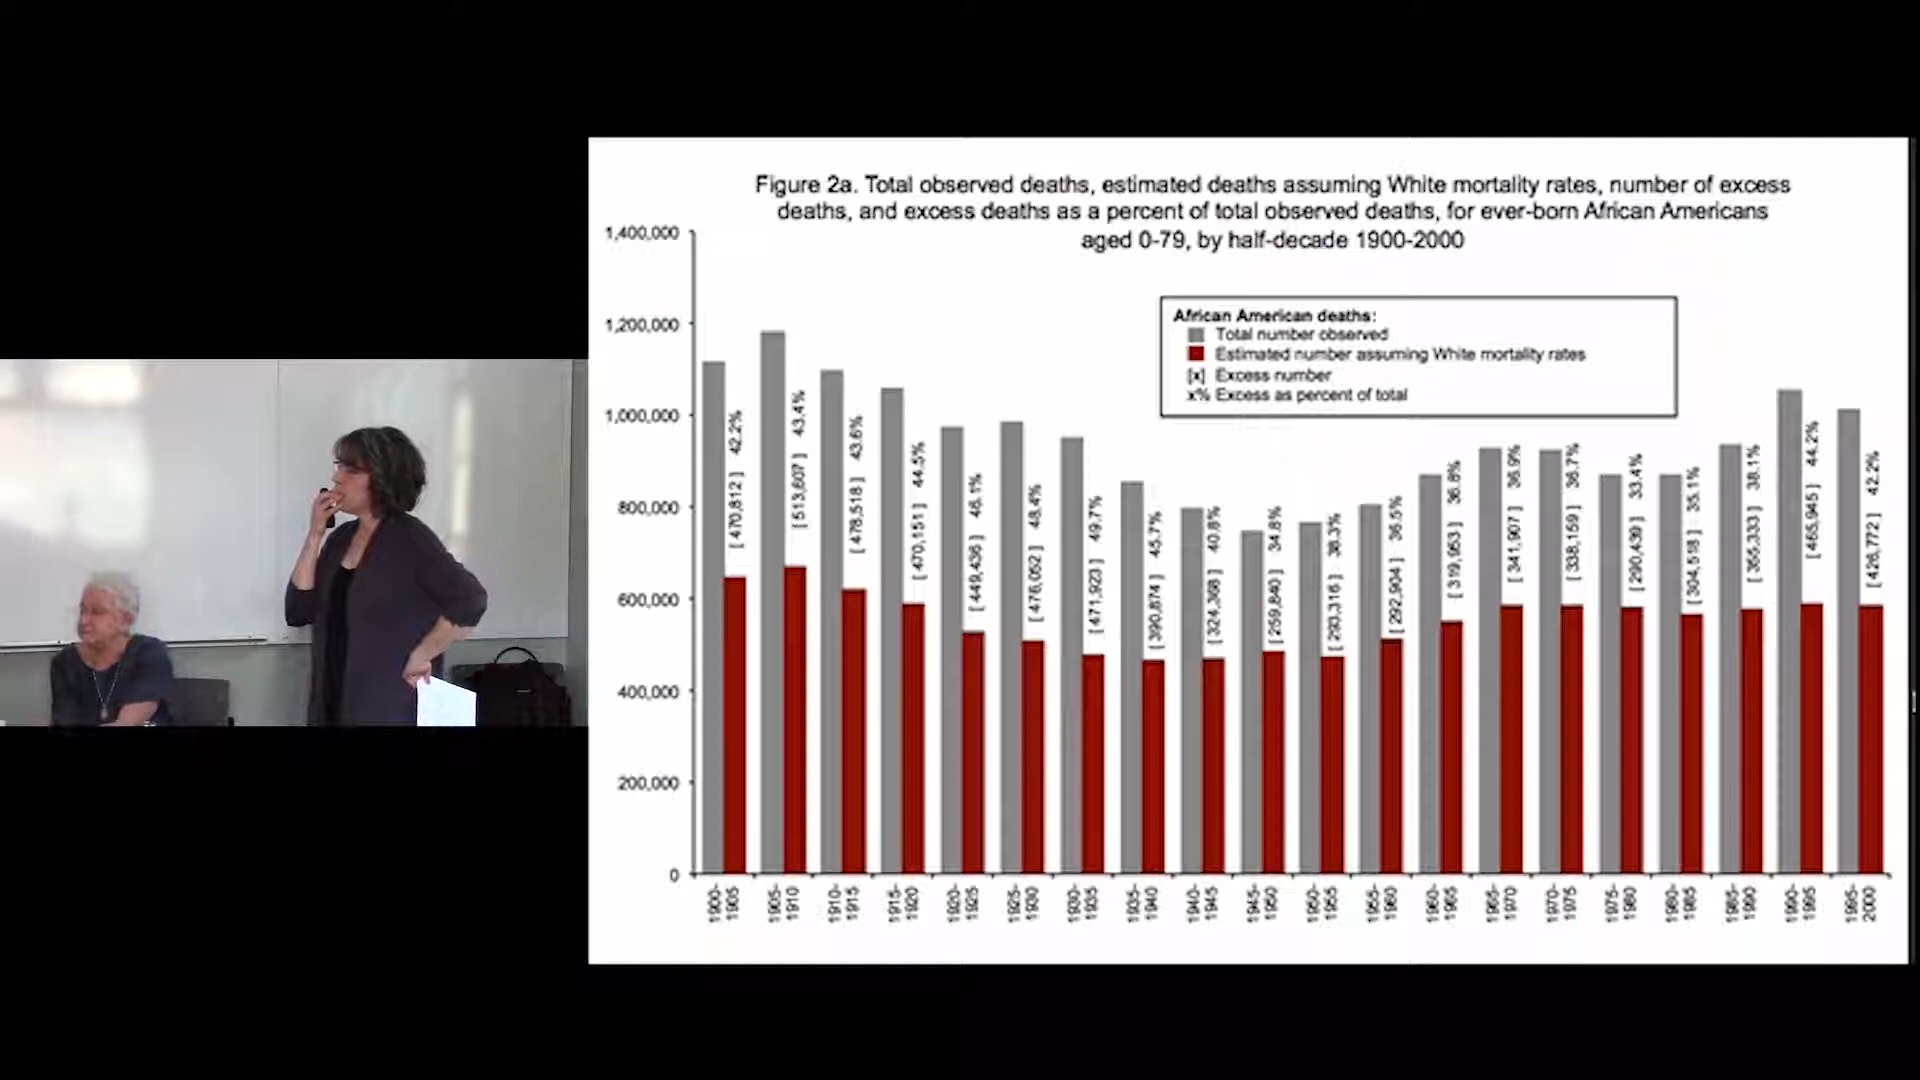 Figure 2a. Total observed deaths, estimated deaths assuming White mortality rates, number of excess
deaths, and excess deaths as a percent of total observed deaths, for ever-born African Americans
aged 0-79, by half-decade 1900-2000
African American deaths:
Total number observed
Estimated number assuming White mortality rates
[x] Excess number
x% Excess as percent of total
1,400,000
1,200,000
1,000,000
800,000
600,000
400,000
200,000
0
[ 470,812 ] 42.2%
[ 513,607 ] 43.4%
[ 478,518 ] 43.6%
[ 470,151 ] 44.5%
[ 449,436 ] 46.1%
[ 476,052 ] 48.4%
[ 471,923 ] 49.7%
[ 390,874 ] 45.7%
[ 324,368 ] 40.8%
[ 259,840 ] 34.8%
[ 293,316 ] 38.3%
[ 292,904 ] 36.5%
[ 319,953 ] 36.8%
[ 341,907 ] 36.9%
[ 338,159 ] 36.7%
[ 290,439 ] 33.4%
[ 304,518 ] 35.1%
[ 355,333 ] 38.1%
[ 465,945 ] 44.2%
[ 426,772 ] 42.2%
1900-
1905
1905-
1910
1910-
1915
1915-
1920
1920-
1925
1925-
1930
1930-
1935
1935-
1940
1940-
1945
1945-
1950
1950-
1955
1955-
1960
1960-
1965
1965-
1970
1970-
1975
1975-
1980
1980-
1985
1985-
1990
1990-
1995
1995-
2000